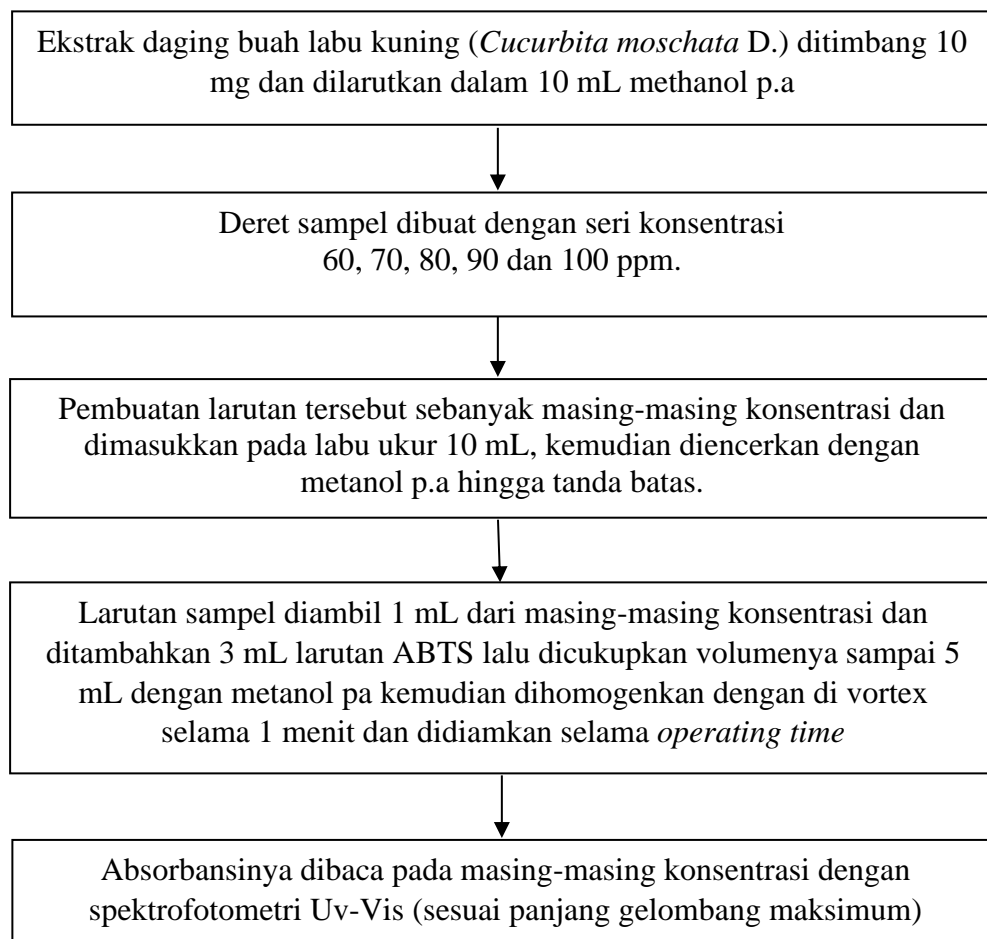 Ekstrak daging buah labu kuning (Cucurbita moschata D.) ditimbang 10
mg dan dilarutkan dalam 10 mL methanol p.a
Deret sampel dibuat dengan seri konsentrasi
60, 70, 80, 90 dan 100 ppm.
Pembuatan larutan tersebut sebanyak masing-masing konsentrasi dan
dimasukkan pada labu ukur 10 mL, kemudian diencerkan dengan
metanol p.a hingga tanda batas.
Larutan sampel diambil 1 mL dari masing-masing konsentrasi dan
ditambahkan 3 mL larutan ABTS lalu dicukupkan volumenya sampai 5
mL dengan metanol pa kemudian dihomogenkan dengan di vortex
selama 1 menit dan didiamkan selama operating time
Absorbansinya dibaca pada masing-masing konsentrasi dengan
spektrofotometri Uv-Vis (sesuai panjang gelombang maksimum)